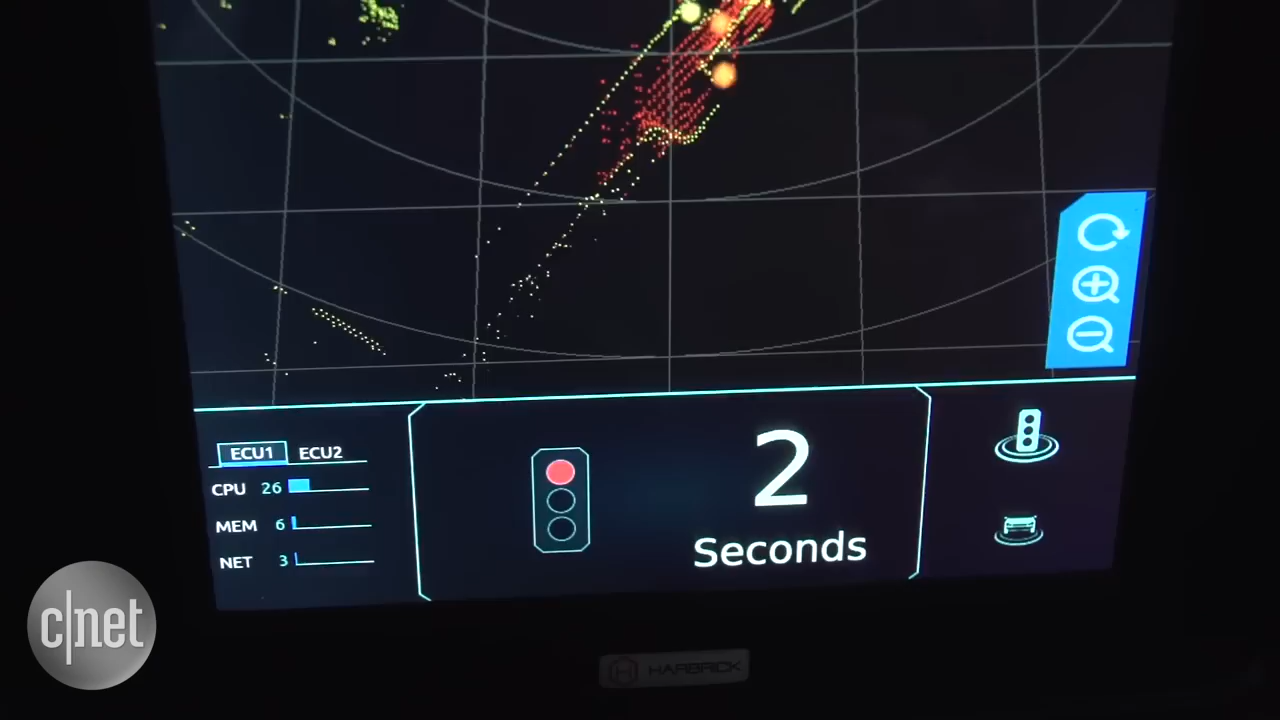 ECU1 ECU2
CPU 26
MEM 6
NET 3
2
Seconds
c|net
HARBRICK